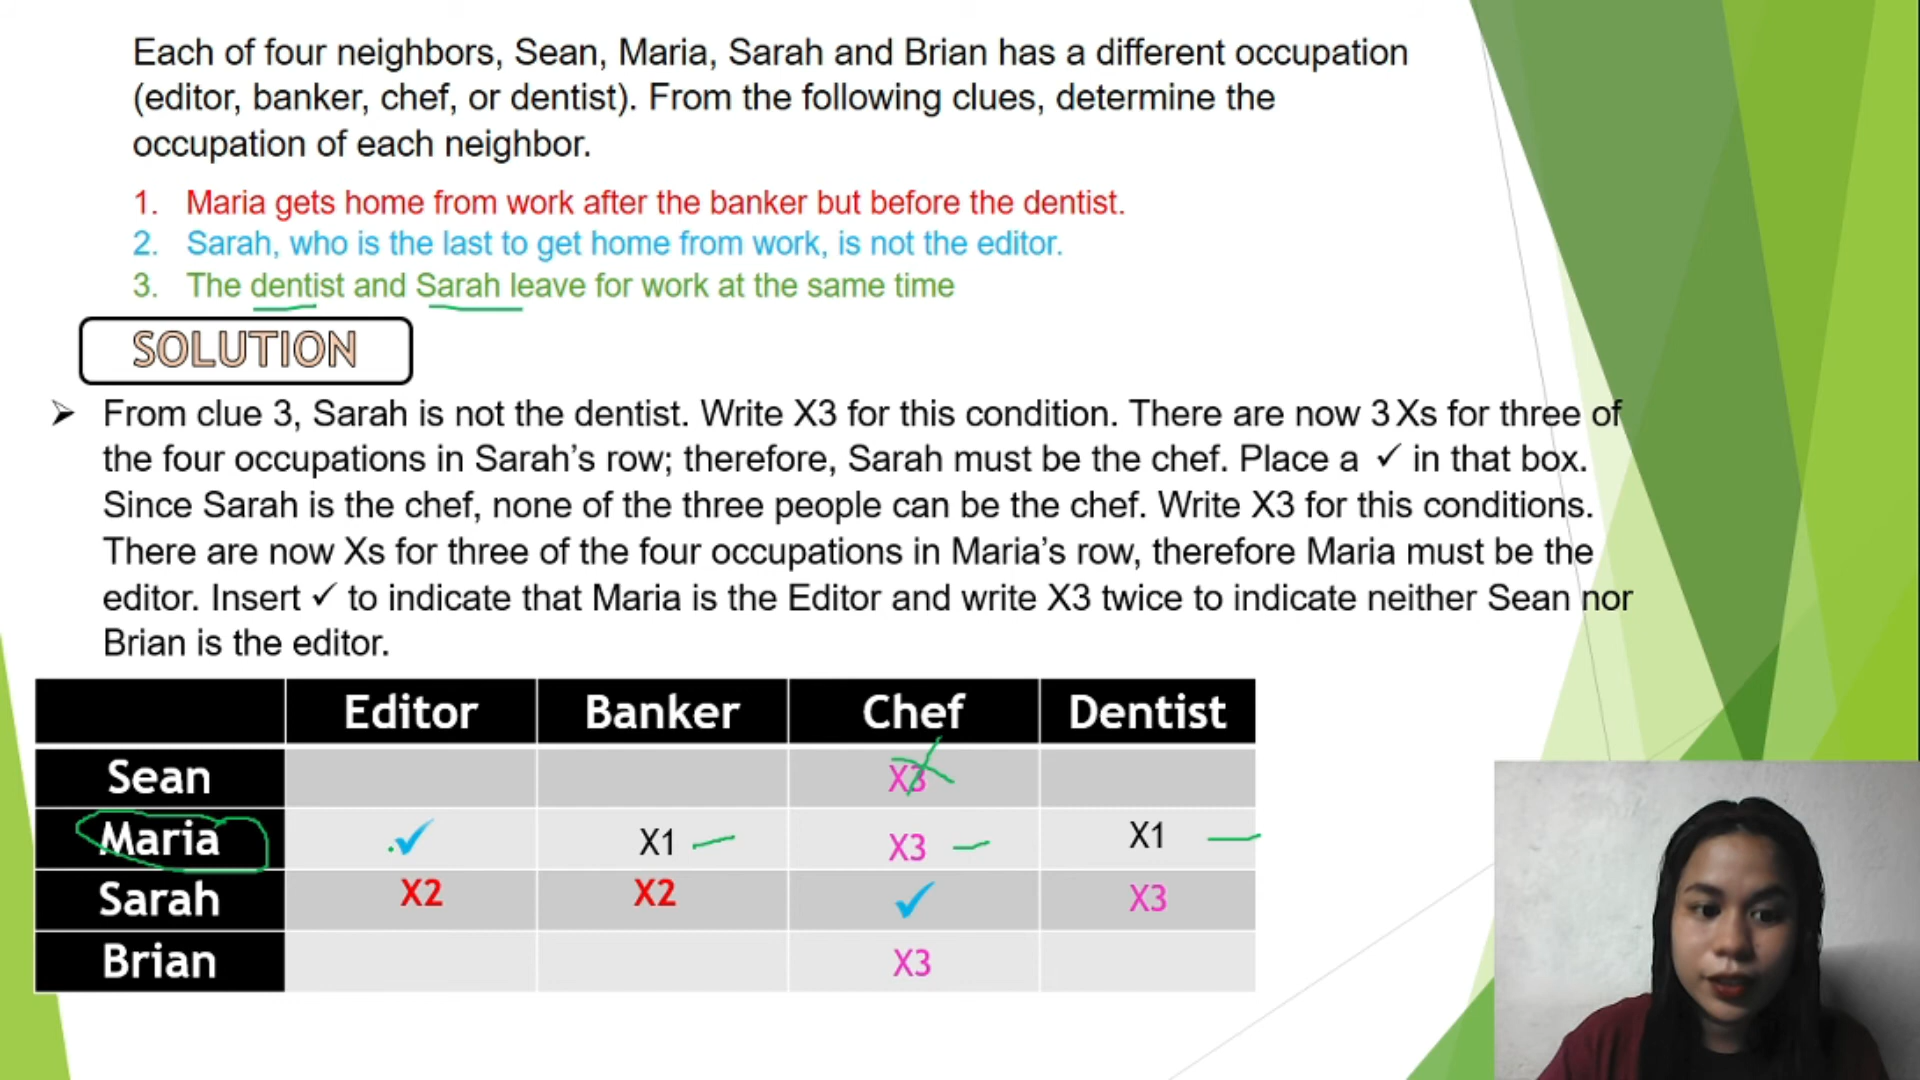 Each of four neighbors, Sean, Maria, Sarah and Brian has a different occupation
(editor, banker, chef, or dentist). From the following clues, determine the
occupation of each neighbor.
1. Maria gets home from work after the banker but before the dentist.
2. Sarah, who is the last to get home from work, is not the editor.
3. The dentist and Sarah leave for work at the same time
SOLUTION
➢ From clue 3, Sarah is not the dentist. Write X3 for this condition. There are now 3 Xs for three of
the four occupations in Sarah’s row; therefore, Sarah must be the chef. Place a ✓ in that box.
Since Sarah is the chef, none of the three people can be the chef. Write X3 for this conditions.
There are now Xs for three of the four occupations in Maria’s row, therefore Maria must be the
editor. Insert ✓ to indicate that Maria is the Editor and write X3 twice to indicate neither Sean nor
Brian is the editor.
Editor Banker Chef Dentist
Sean X3
Maria ✓ X1 X3 X1
Sarah X2 X2 ✓ X3
Brian X3